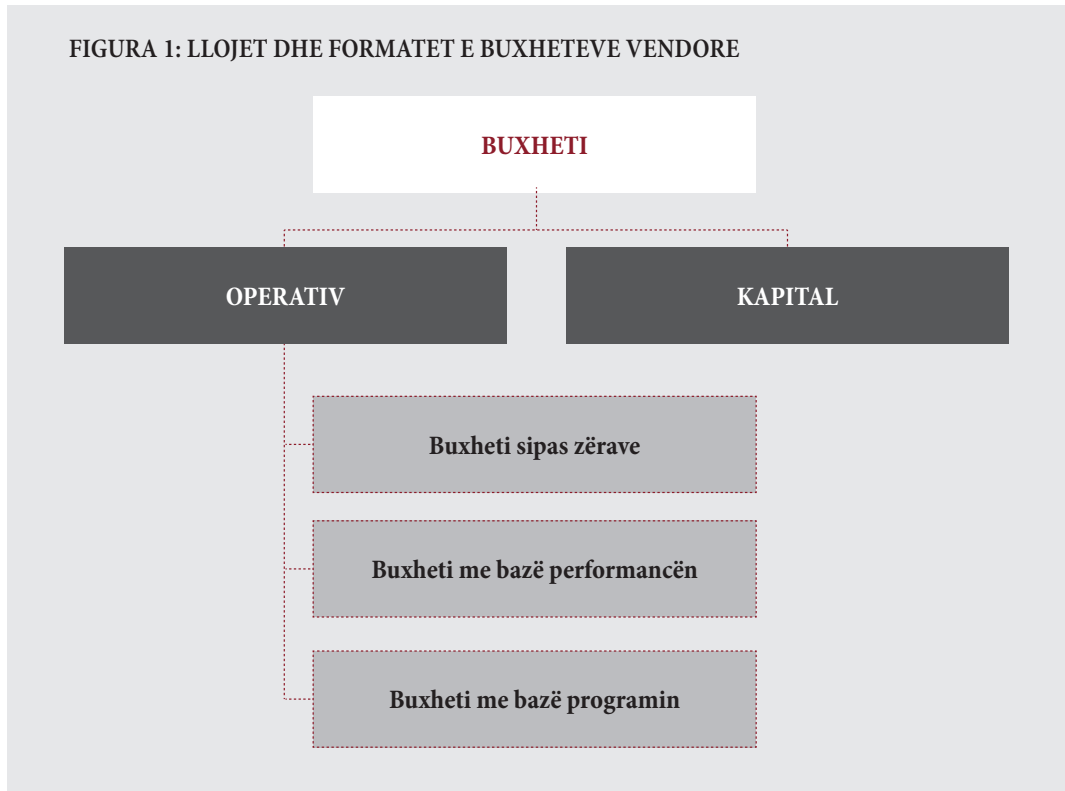 FIGURA 1: LLOJET DHE FORMATET E BUXHETEVE VENDORE
BUXHETI
OPERATIV
KAPITAL
Buxheti sipas zërave
Buxheti me bazë performancën
Buxheti me bazë programin